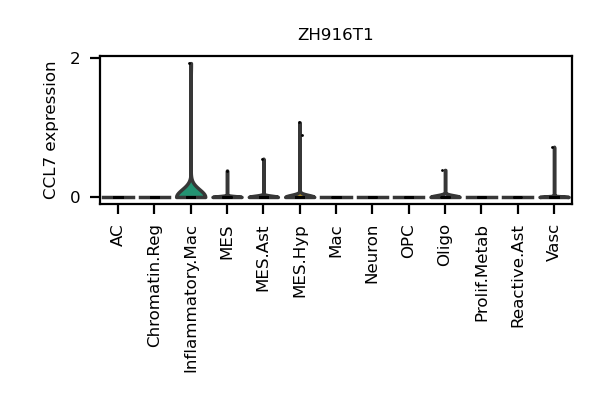 ZH916T1
CCL7 expression
2
0
AC
Chromatin.Reg
Inflammatory.Mac
MES
MES.Ast
MES.Hyp
Mac
Neuron
OPC
Oligo
Prolif.Metab
Reactive.Ast
Vasc